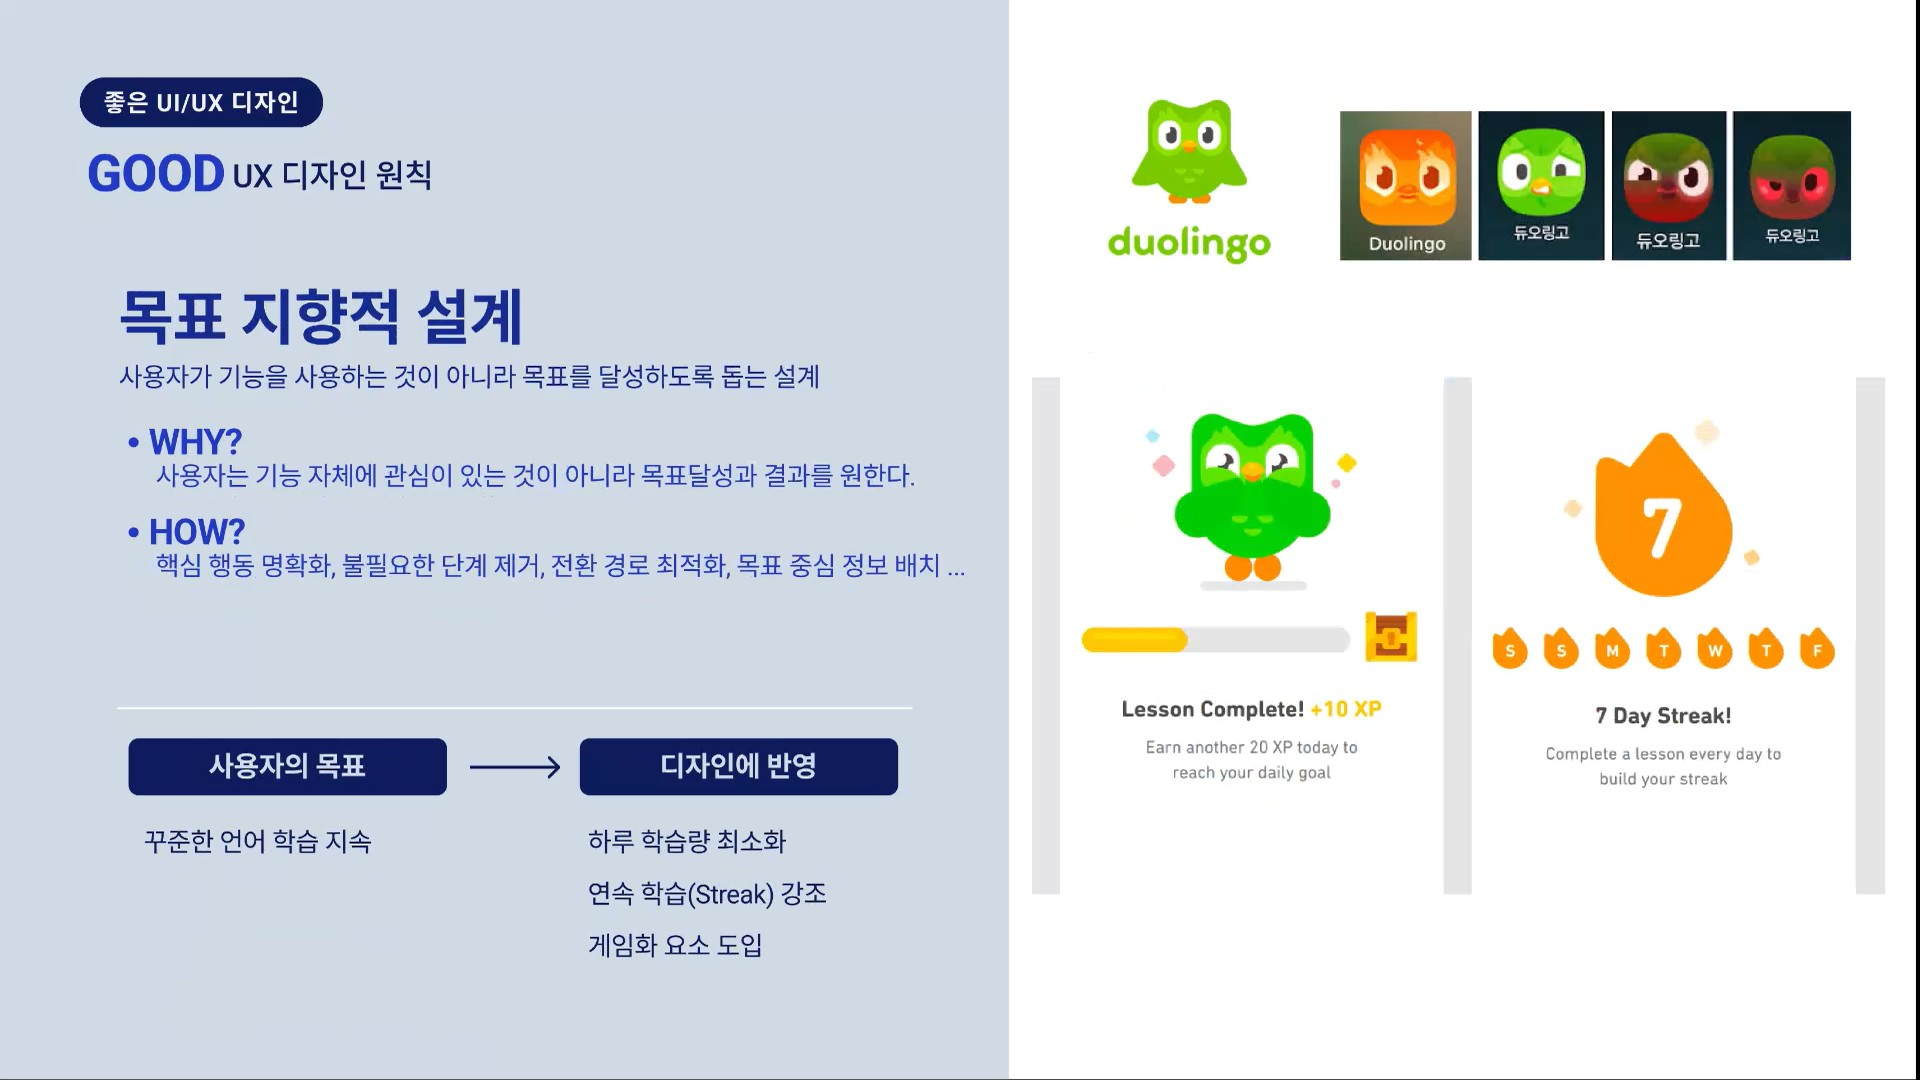 좋은 UI/UX 디자인
GOOD UX 디자인 원칙
목표 지향적 설계
사용자가 기능을 사용하는 것이 아니라 목표를 달성하도록 돕는 설계
• WHY?
사용자는 기능 자체에 관심이 있는 것이 아니라 목표달성과 결과를 원한다.
• HOW?
핵심 행동 명확화, 불필요한 단계 제거, 전환 경로 최적화, 목표 중심 정보 배치 ...
사용자의 목표
디자인에 반영
꾸준한 언어 학습 지속
하루 학습량 최소화
연속 학습(Streak) 강조
게임화 요소 도입
duolingo
Duolingo
듀오링고
듀오링고
듀오링고
Lesson Complete! +10 XP
Earn another 20 XP today to
reach your daily goal
7
S S M T W T F
7 Day Streak!
Complete a lesson every day to
build your streak